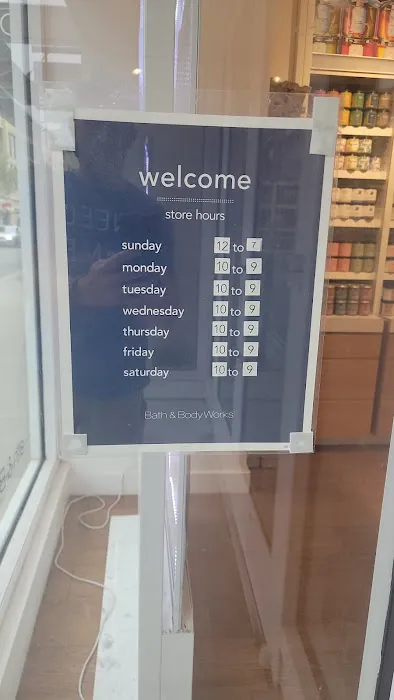 welcome
store hours
sunday 12 to 7
monday 10 to 9
tuesday 10 to 9
wednesday 10 to 9
thursday 10 to 9
friday 10 to 9
saturday 10 to 9
Bath & Body Works